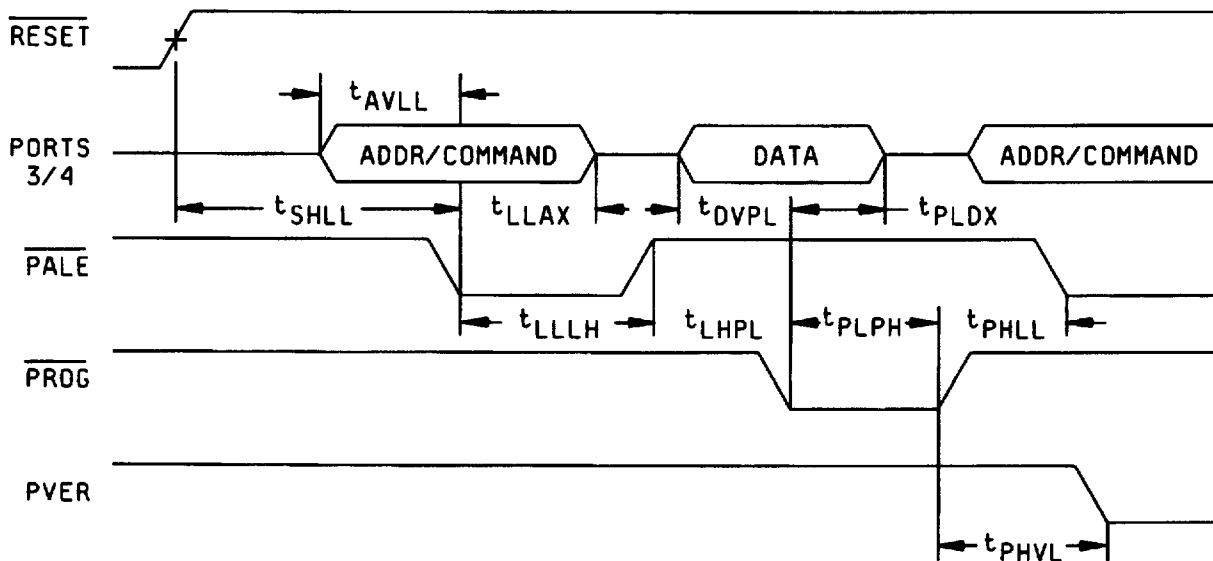 RESET
tAVLL
PORTS
3/4
ADDR/COMMAND DATA ADDR/COMMAND
tSHLL tLLAX tDVPL tPLDX
PALE
tLLLH tLHPL tPLPH tPHLL
PROG
PVER
tPHVL